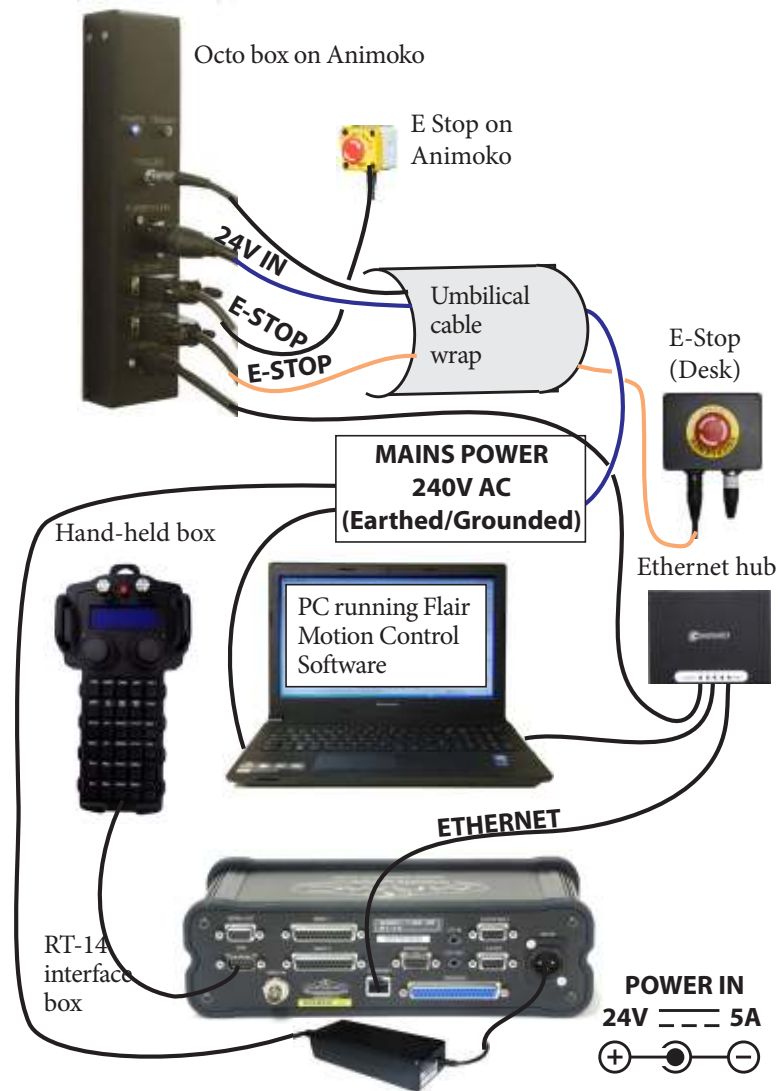 Octo box on Animoko
E Stop on
Animoko
24V IN
E-STOP
E-STOP
Umbilical
cable
wrap
E-Stop
(Desk)
MAINS POWER
240V AC
(Earthed/Grounded)
Hand-held box
Ethernet hub
PC running Flair
Motion Control
Software
ETHERNET
RT-14
interface
box
POWER IN
24V 5A
+ −